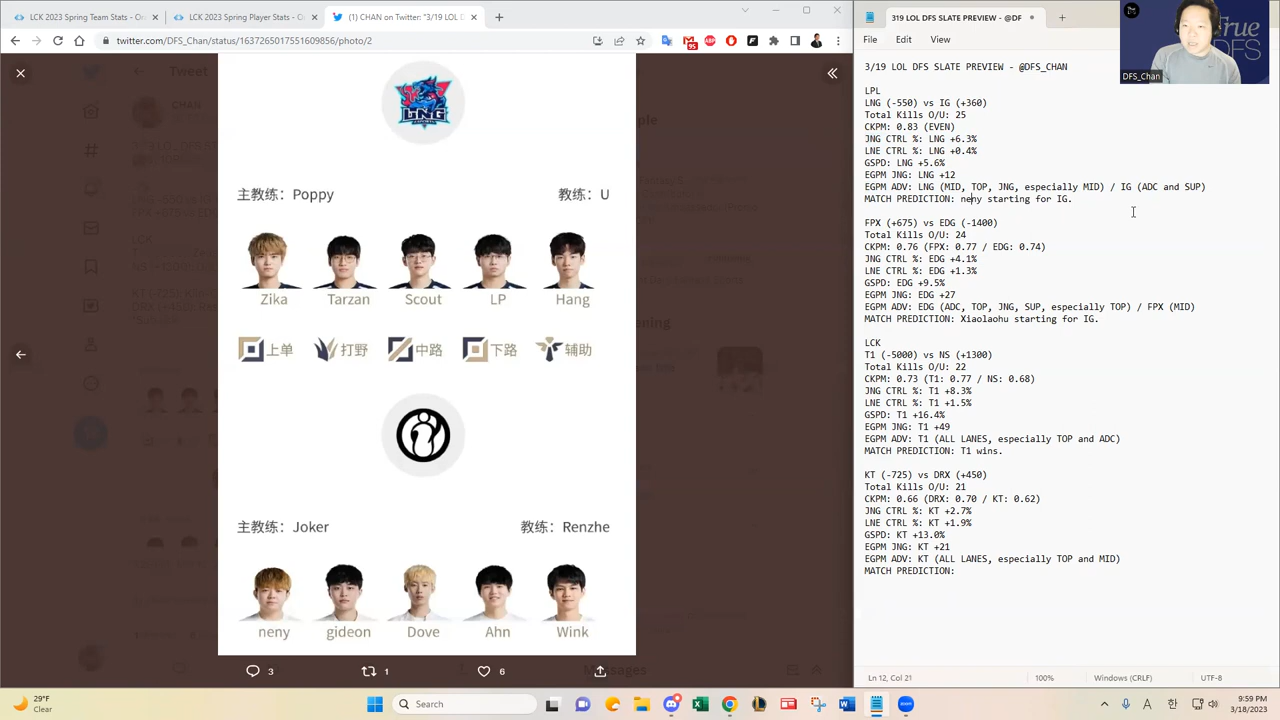 LCK 2023 Spring Team Stats - O
LCK 2023 Spring Player Stats - O
(1) CHAN on Twitter: "3/19 LOL D
twitter.com/DFS_Chan/status/1637265017551609856/photo/2
95
Tweet
LNG
ESPORTS
主教练：Poppy
教练：U
Zika
Tarzan
Scout
LP
Hang
上单
打野
中路
下路
辅助
主教练：Joker
教练：Renzhe
neny
gideon
Dove
Ahn
Wink
3
1
6
Messages
319 LOL DFS SLATE PREVIEW - @DF
File
Edit
View
3/19 LOL DFS SLATE PREVIEW - @DFS_CHAN
LPL
LNG (-550) vs IG (+360)
Total Kills O/U: 25
CKPM: 0.83 (EVEN)
JNG CTRL %: LNG +6.3%
LNE CTRL %: LNG +0.4%
GSPD: LNG +5.6%
EGPM JNG: LNG +12
EGPM ADV: LNG (MID, TOP, JNG, especially MID) / IG (ADC and SUP)
MATCH PREDICTION: neny starting for IG.
FPX (+675) vs EDG (-1400)
Total Kills O/U: 24
CKPM: 0.76 (FPX: 0.77 / EDG: 0.74)
JNG CTRL %: EDG +4.1%
LNE CTRL %: EDG +1.3%
GSPD: EDG +9.5%
EGPM JNG: EDG +27
EGPM ADV: EDG (ADC, TOP, JNG, SUP, especially TOP) / FPX (MID)
MATCH PREDICTION: Xiaolaohu starting for IG.
LCK
T1 (-5000) vs NS (+1300)
Total Kills O/U: 22
CKPM: 0.73 (T1: 0.77 / NS: 0.68)
JNG CTRL %: T1 +8.3%
LNE CTRL %: T1 +1.5%
GSPD: T1 +16.4%
EGPM JNG: T1 +49
EGPM ADV: T1 (ALL LANES, especially TOP and ADC)
MATCH PREDICTION: T1 wins.
KT (-725) vs DRX (+450)
Total Kills O/U: 21
CKPM: 0.66 (DRX: 0.70 / KT: 0.62)
JNG CTRL %: KT +2.7%
LNE CTRL %: KT +1.9%
GSPD: KT +13.0%
EGPM JNG: KT +21
EGPM ADV: KT (ALL LANES, especially TOP and MID)
MATCH PREDICTION:
Ln 12, Col 21
100%
Windows (CRLF)
UTF-8
True
DFS
DFS_Chan
29°F
Clear
Search
한
9:59 PM
3/18/2023